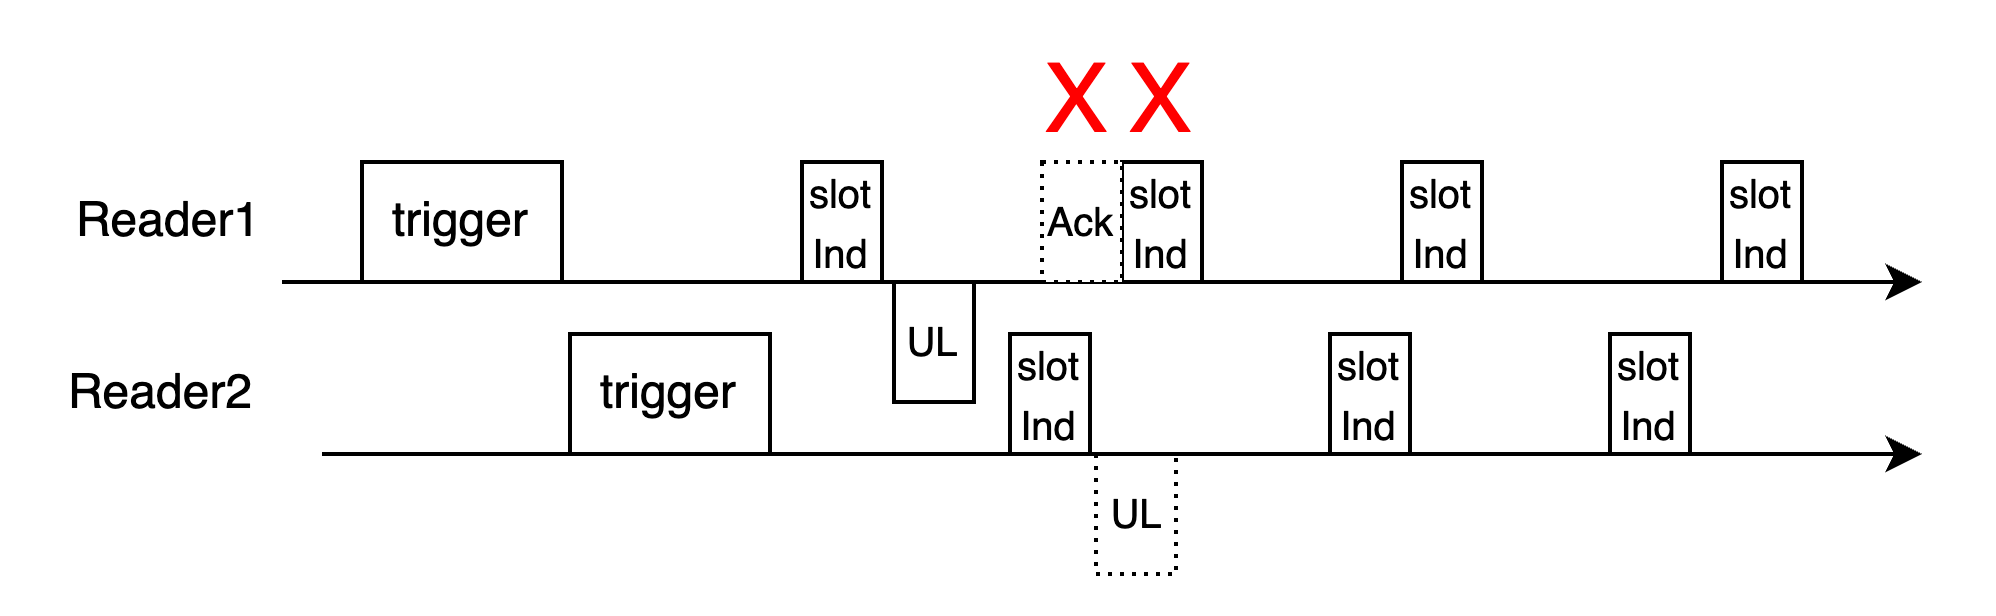 X X
Reader1
trigger
slot
Ind
Ack
slot
Ind
slot
Ind
slot
Ind
UL
Reader2
trigger
slot
Ind
slot
Ind
slot
Ind
UL